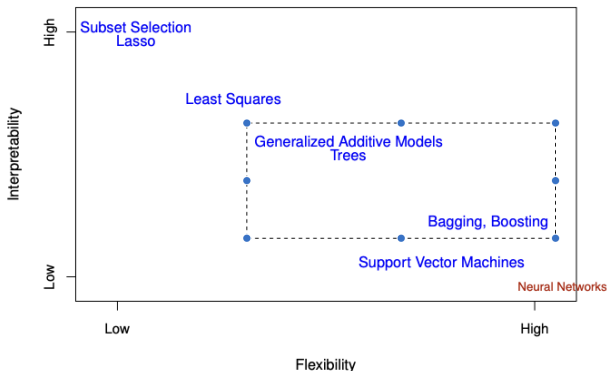 High
Subset Selection
Lasso
Least Squares
Interpretability
Generalized Additive Models
Trees
Bagging, Boosting
Support Vector Machines
Low
Neural Networks
Low
High
Flexibility